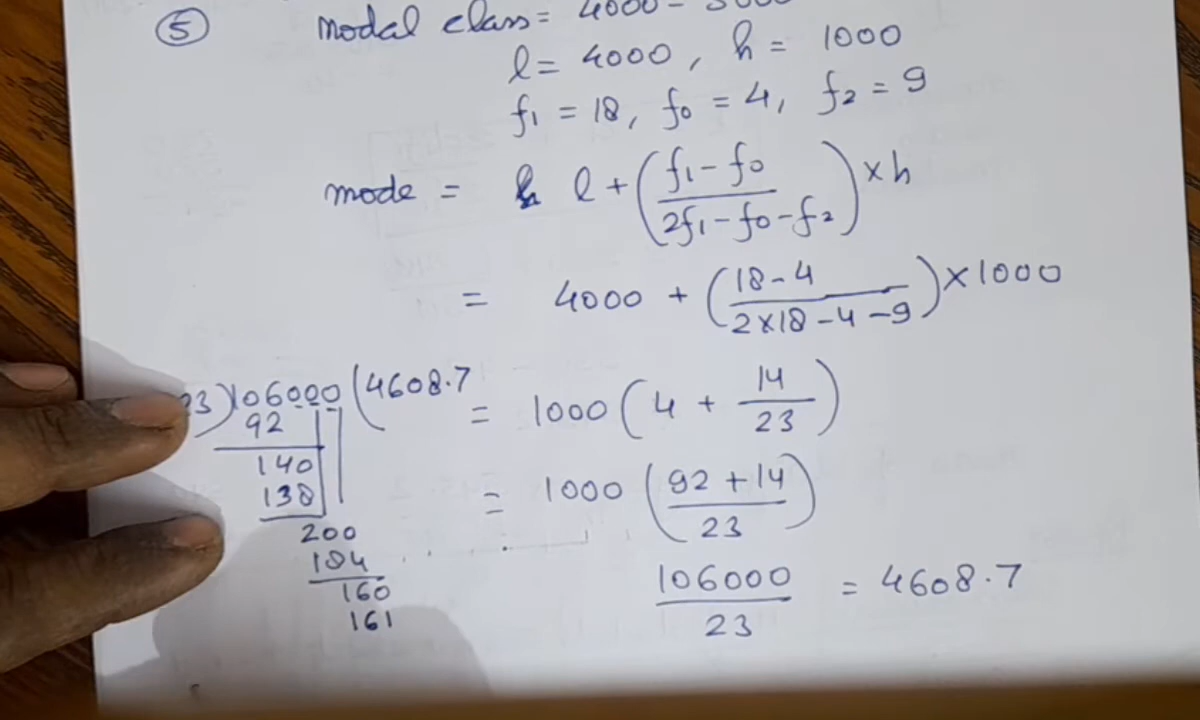 5 modal class = 4000 -
l = 4000, h = 1000
f1 = 18, f0 = 4, f2 = 9
mode = l + (f1 - f0 / 2f1 - f0 - f2) × h
= 4000 + (18 - 4 / 2×18 - 4 - 9) × 1000
= 1000 (4 + 14 / 23)
= 1000 (92 + 14 / 23)
106000 / 23 = 4608.7
23)106000(4608.7
92
140
138
200
184
160
161